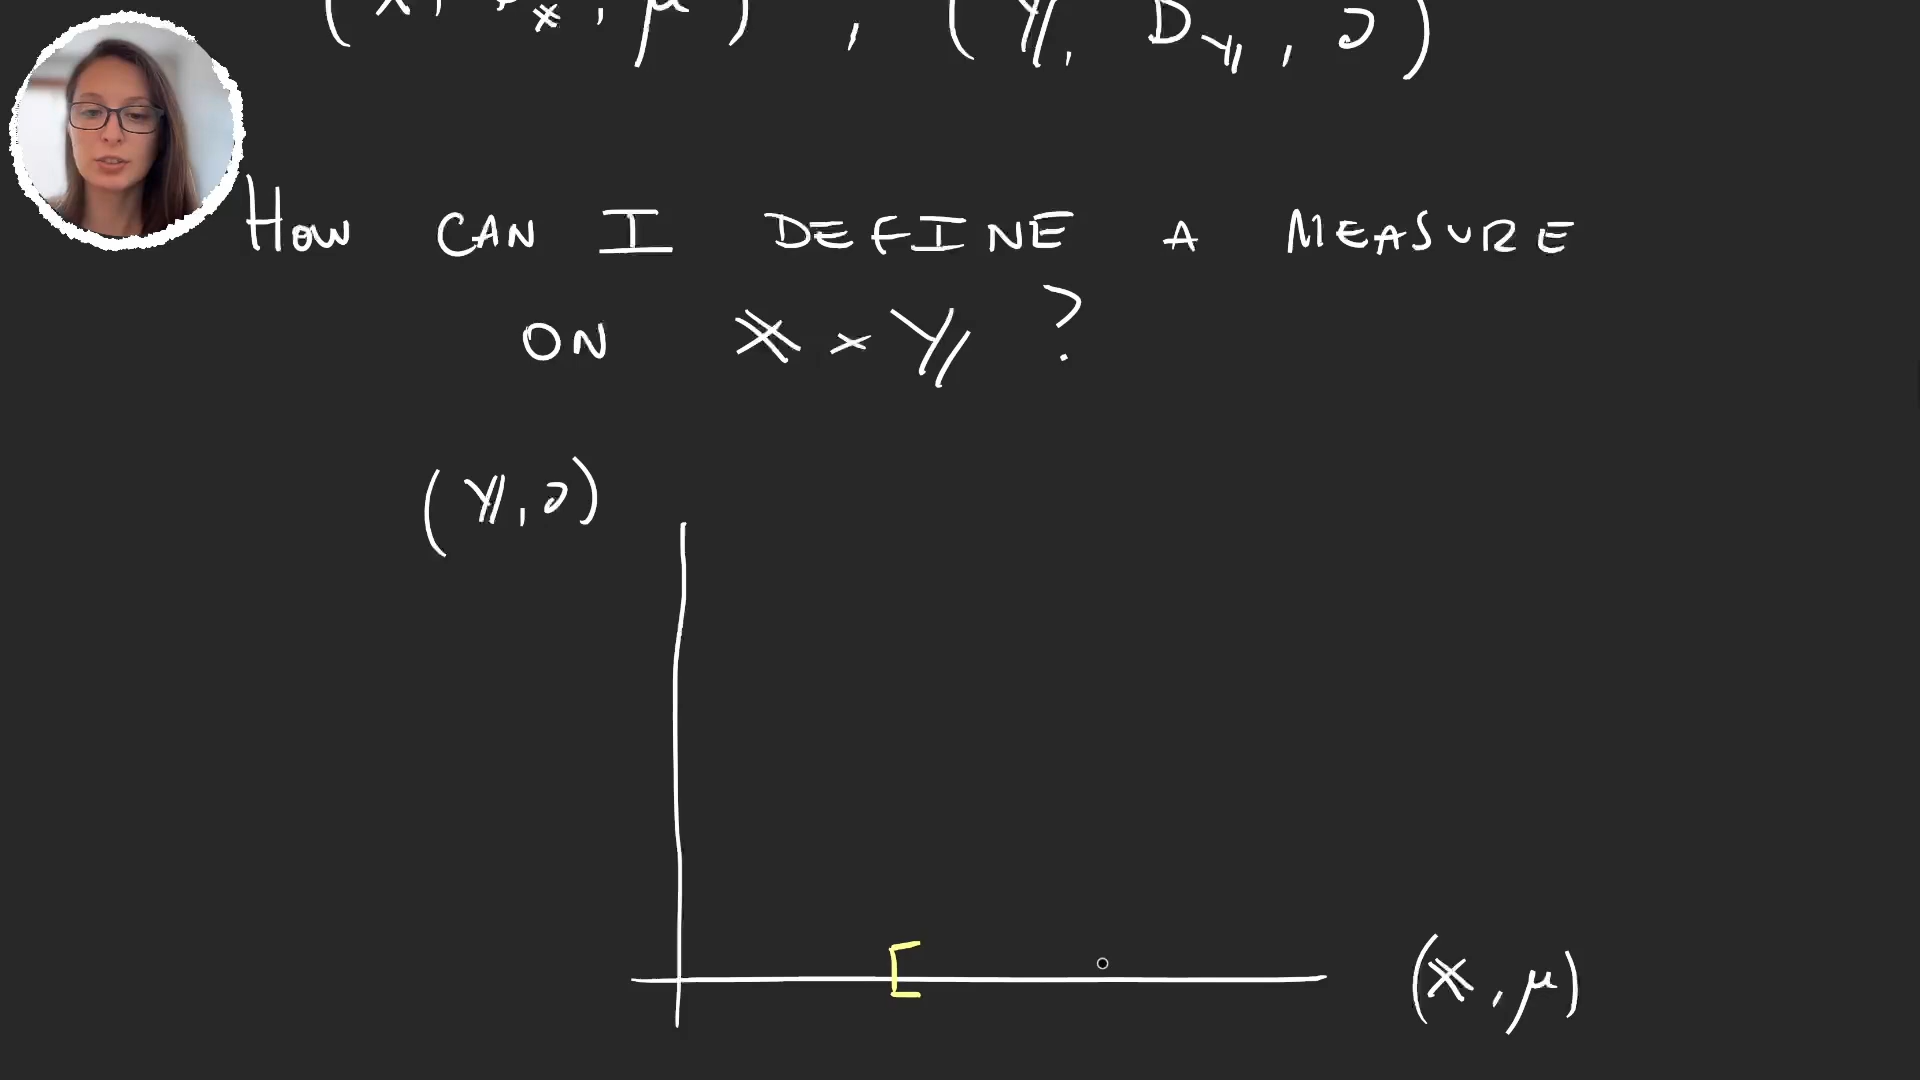 (𝕏, D_𝕏, μ) , (𝕐, D_𝕐, ν)
HOW CAN I DEFINE A MEASURE
ON 𝕏 × 𝕐 ?
(𝕐, ν)
[
(𝕏, μ)